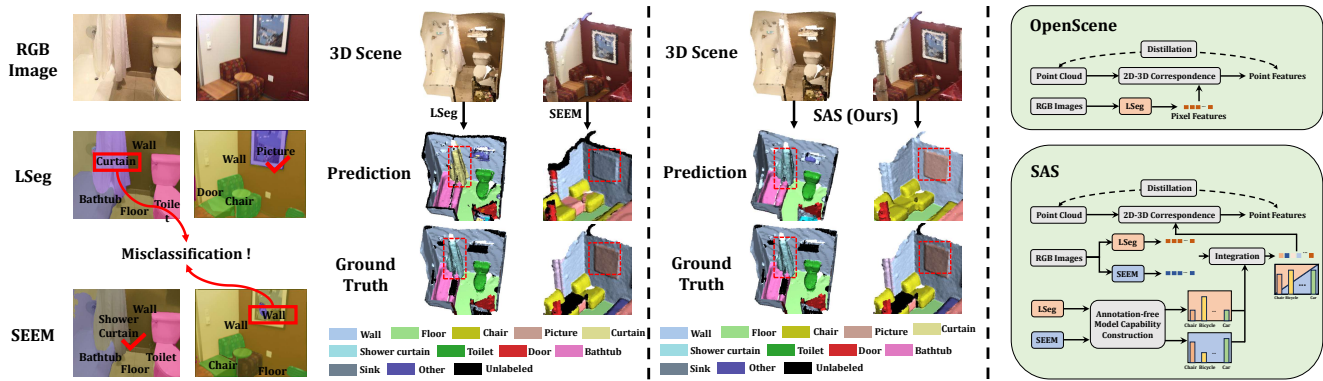 RGB
Image
LSeg
SEEM
Wall
Curtain
Bathtub
Floor
Toilet
Picture
Wall
Door
Chair
Misclassification !
Wall
Shower
Curtain
Bathtub
Toilet
Floor
Wall
Wall
Chair
Floor
3D Scene
LSeg
SEEM
Prediction
Ground
Truth
Wall
Floor
Chair
Picture
Curtain
Shower curtain
Toilet
Door
Bathtub
Sink
Other
Unlabeled
3D Scene
SAS (Ours)
Prediction
Ground
Truth
Wall
Floor
Chair
Picture
Curtain
Shower curtain
Toilet
Door
Bathtub
Sink
Other
Unlabeled
OpenScene
Distillation
Point Cloud
2D-3D Correspondence
Point Features
RGB Images
LSeg
Pixel Features
SAS
Distillation
Point Cloud
2D-3D Correspondence
Point Features
RGB Images
LSeg
SEEM
Integration
Chair Bicycle Car
LSeg
SEEM
Annotation-free
Model Capability
Construction
Chair Bicycle .. Car
Chair Bicycle .. Car